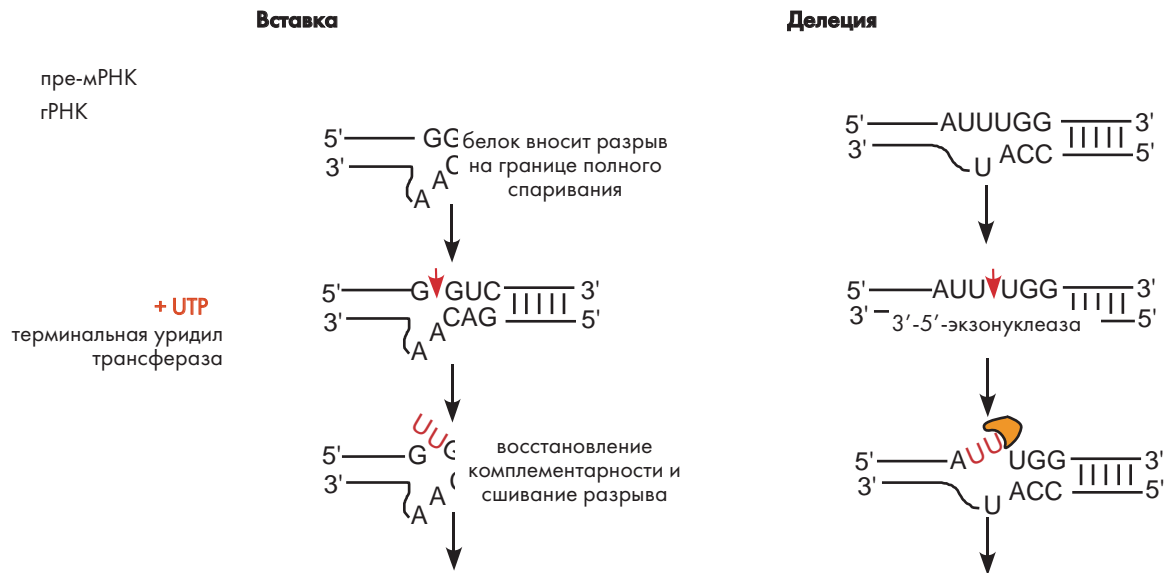 Вставка
Делеция
пре-мРНК
гРНК
5' GG
3' A A C
белок вносит разрыв
на границе полного
спаривания
5' AUUUGG 3'
3' U ACC 5'
+ UTP
терминальная уридил
трансфераза
5' G GUC 3'
3' A A CAG 5'
5' AUU UGG 3'
3' 5'
3'-5'-экзонуклеаза
UU
5' G G
3' A A
восстановление
комплементарности и
сшивание разрыва
5' AUU UGG 3'
3' U ACC 5'